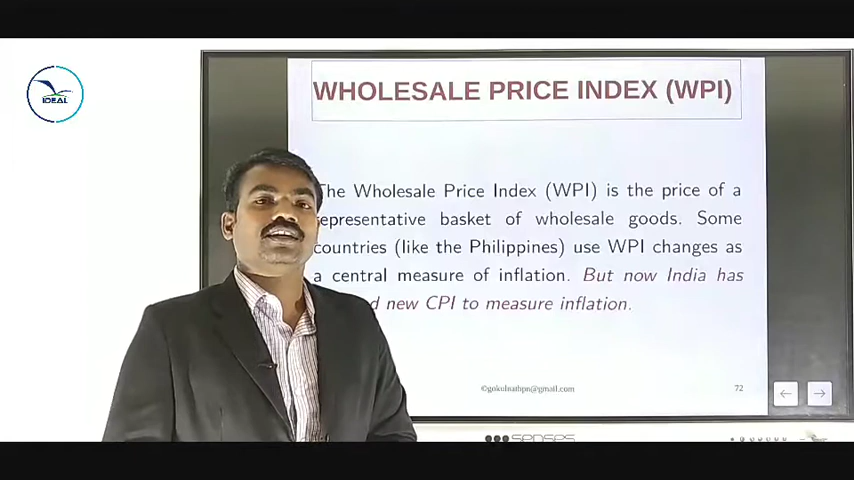 IDEAL
WHOLESALE PRICE INDEX (WPI)
The Wholesale Price Index (WPI) is the price of a
representative basket of wholesale goods. Some
countries (like the Philippines) use WPI changes as
a central measure of inflation. But now India has
new CPI to measure inflation.
©gokulnathpn@gmail.com
72